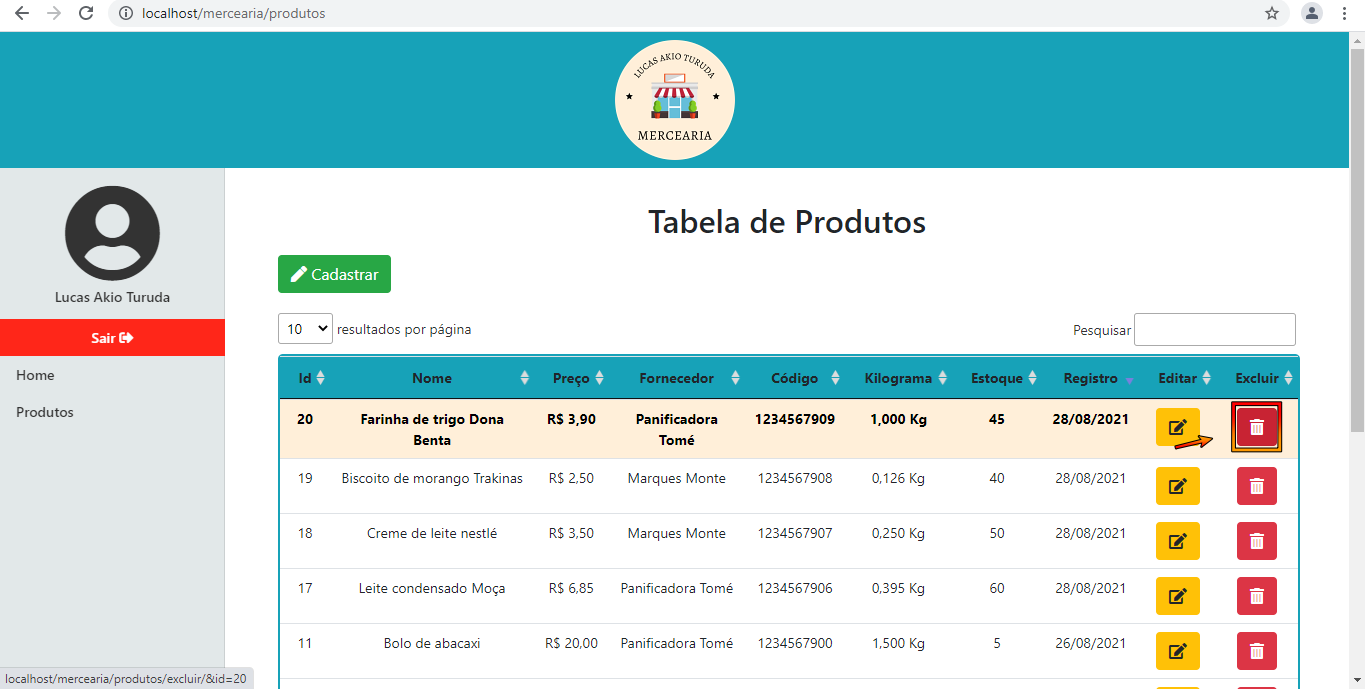 localhost/mercearia/produtos
LUCAS AKIO TURUDA
MERCEARIA
Lucas Akio Turuda
Sair
Home
Produtos
Tabela de Produtos
Cadastrar
10 resultados por página
Pesquisar
Id Nome Preço Fornecedor Código Kilograma Estoque Registro Editar Excluir
20 Farinha de trigo Dona Benta R$ 3,90 Panificadora Tomé 1234567909 1,000 Kg 45 28/08/2021
19 Biscoito de morango Trakinas R$ 2,50 Marques Monte 1234567908 0,126 Kg 40 28/08/2021
18 Creme de leite nestlé R$ 3,50 Marques Monte 1234567907 0,250 Kg 50 28/08/2021
17 Leite condensado Moça R$ 6,85 Panificadora Tomé 1234567906 0,395 Kg 60 28/08/2021
11 Bolo de abacaxi R$ 20,00 Panificadora Tomé 1234567900 1,500 Kg 5 26/08/2021
localhost/mercearia/produtos/excluir/&id=20